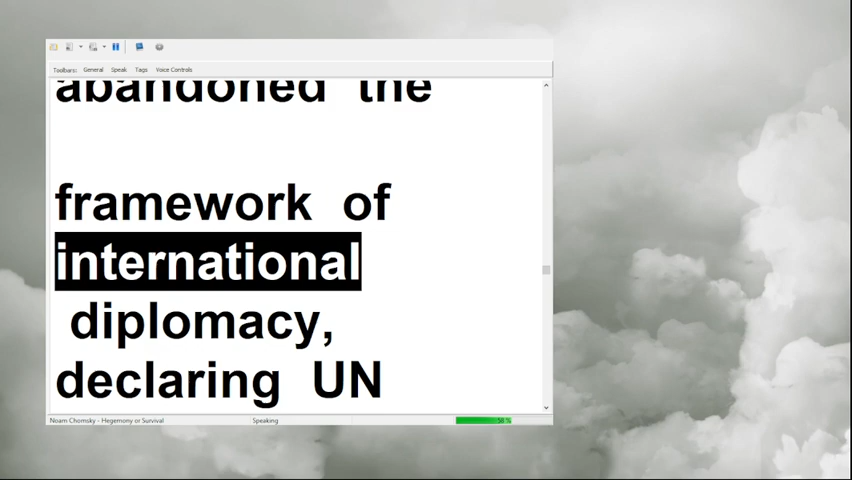 Toolbars: General Speak Tags Voice Controls
abandoned the
framework of
international
diplomacy,
declaring UN
Noam Chomsky - Hegemony or Survival Speaking 58 %